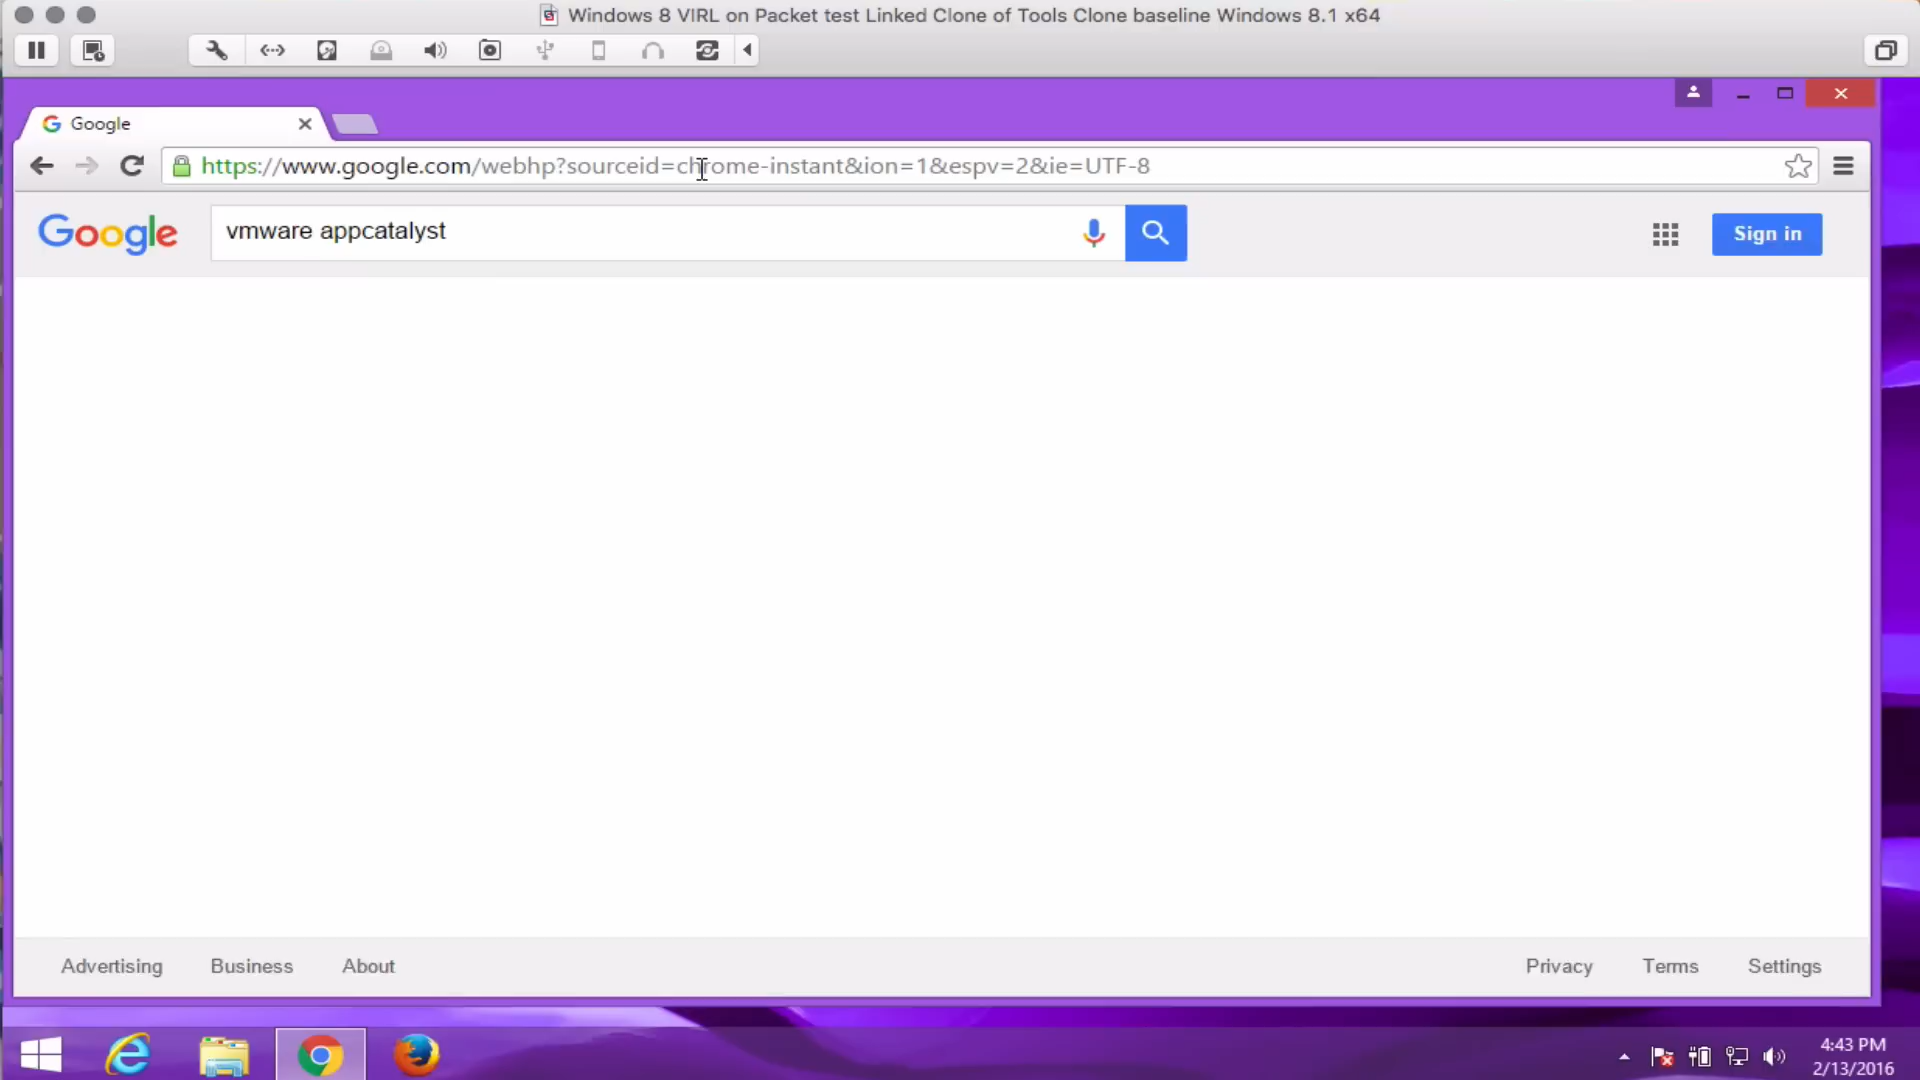 Windows 8 VIRL on Packet test Linked Clone of Tools Clone baseline Windows 8.1 x64
Google
https://www.google.com/webhp?sourceid=chrome-instant&ion=1&espv=2&ie=UTF-8
Google
vmware appcatalyst
Sign in
Advertising Business About Privacy Terms Settings
4:43 PM
2/13/2016